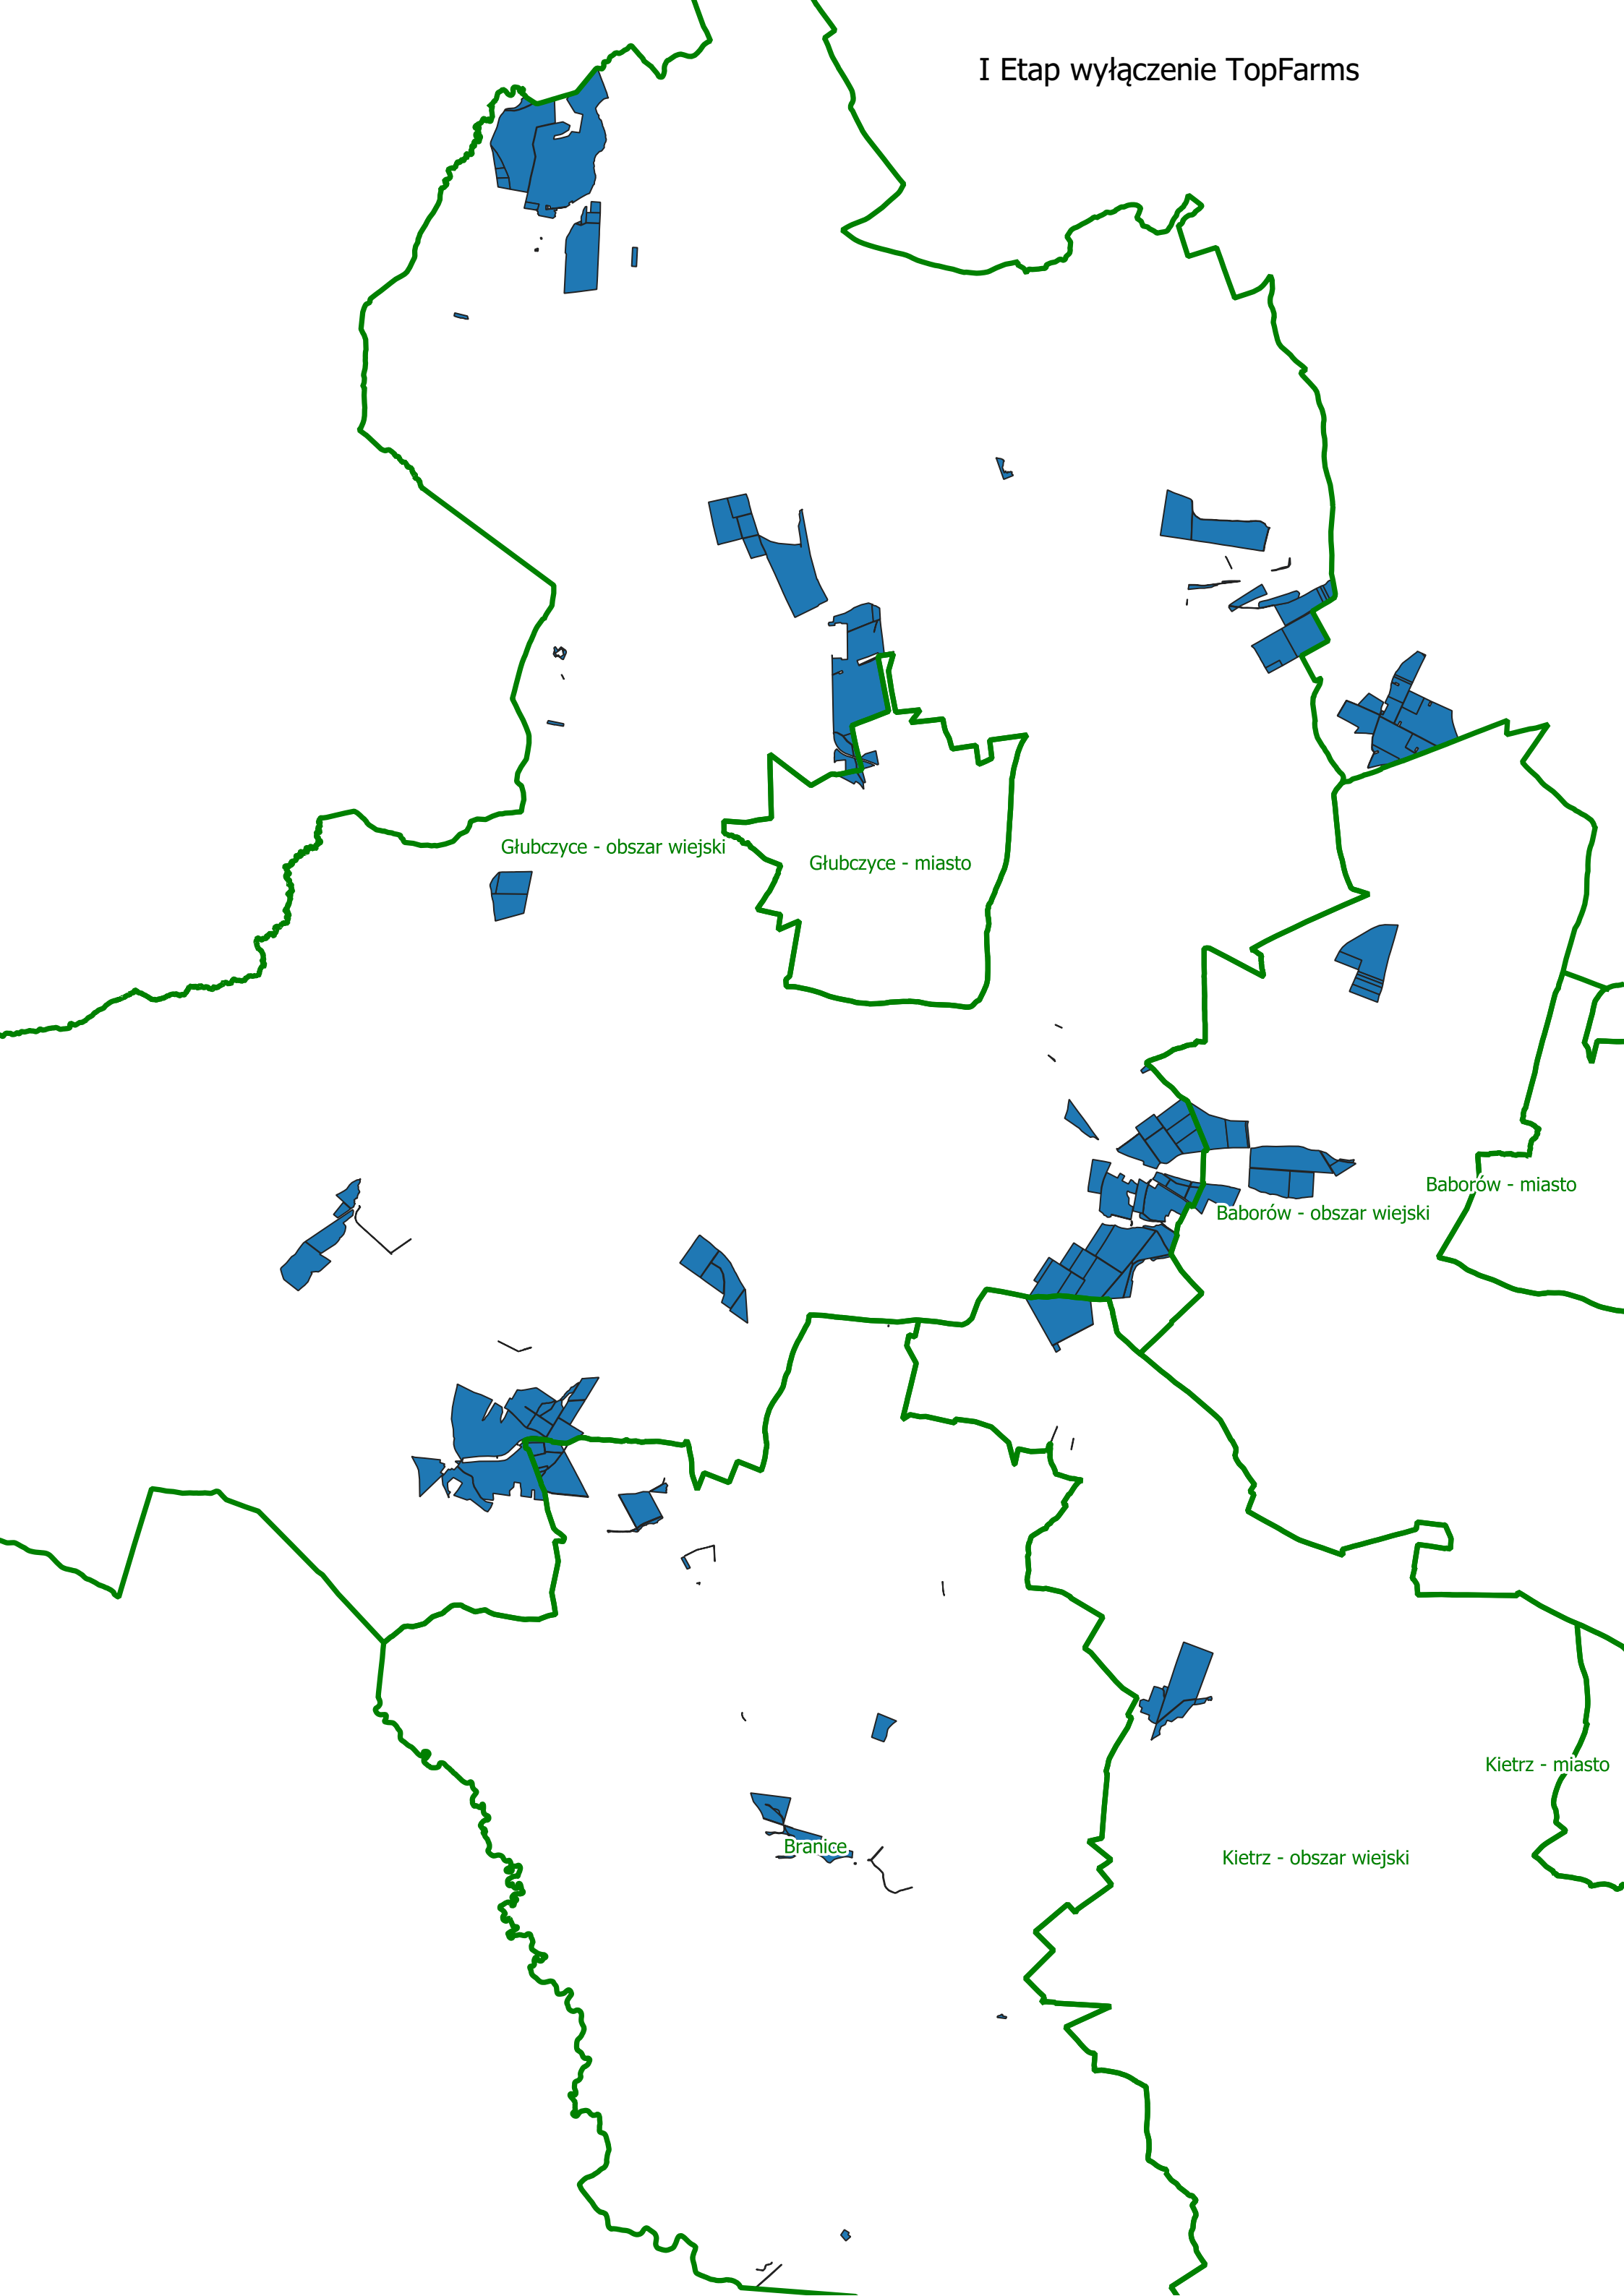 I Etap wyłączenie TopFarms
Głubczyce - obszar wiejski
Głubczyce - miasto
Baborów - miasto
Baborów - obszar wiejski
Kietrz - miasto
Branice
Kietrz - obszar wiejski